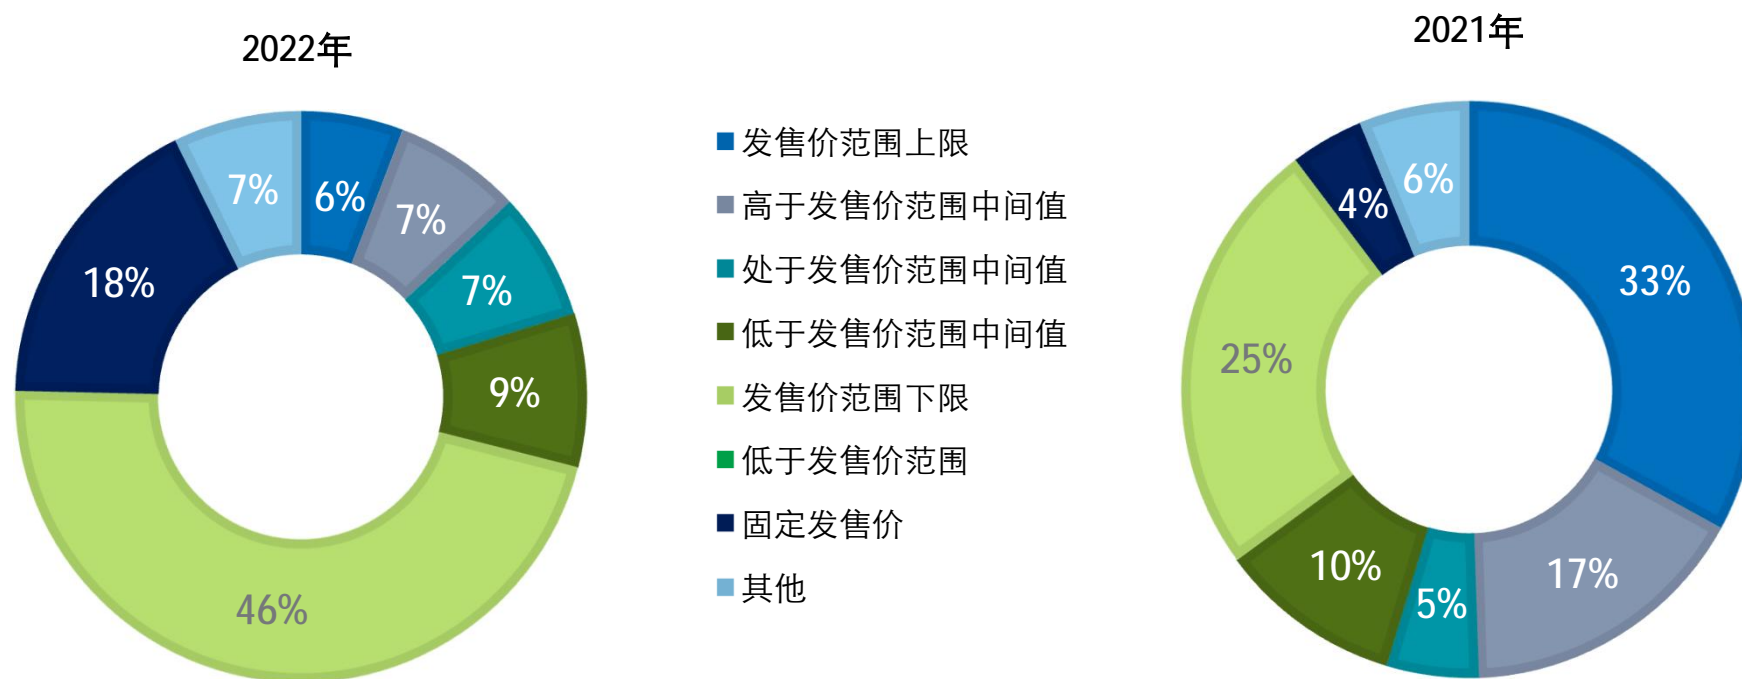 2022年
6%
7%
7%
9%
46%
18%
7%
发售价范围上限
高于发售价范围中间值
处于发售价范围中间值
低于发售价范围中间值
发售价范围下限
低于发售价范围
固定发售价
其他
2021年
33%
17%
5%
10%
25%
4%
6%